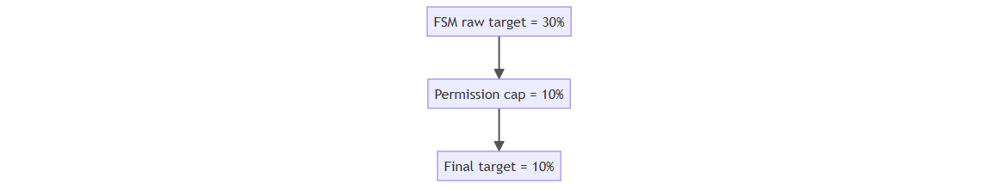 FSM raw target = 30%
Permission cap = 10%
Final target = 10%